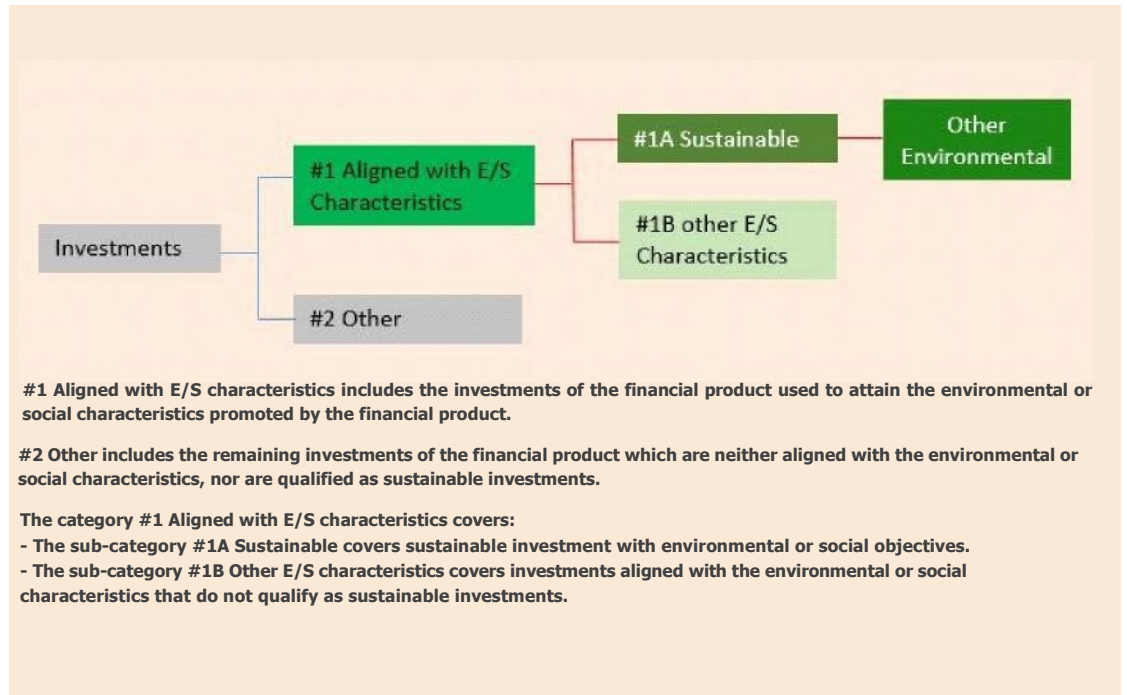 Investments
#1 Aligned with E/S
Characteristics
#2 Other
#1A Sustainable
#1B other E/S
Characteristics
Other
Environmental
#1 Aligned with E/S characteristics includes the investments of the financial product used to attain the environmental or
social characteristics promoted by the financial product.
#2 Other includes the remaining investments of the financial product which are neither aligned with the environmental or
social characteristics, nor are qualified as sustainable investments.
The category #1 Aligned with E/S characteristics covers:
- The sub-category #1A Sustainable covers sustainable investment with environmental or social objectives.
- The sub-category #1B Other E/S characteristics covers investments aligned with the environmental or social
characteristics that do not qualify as sustainable investments.